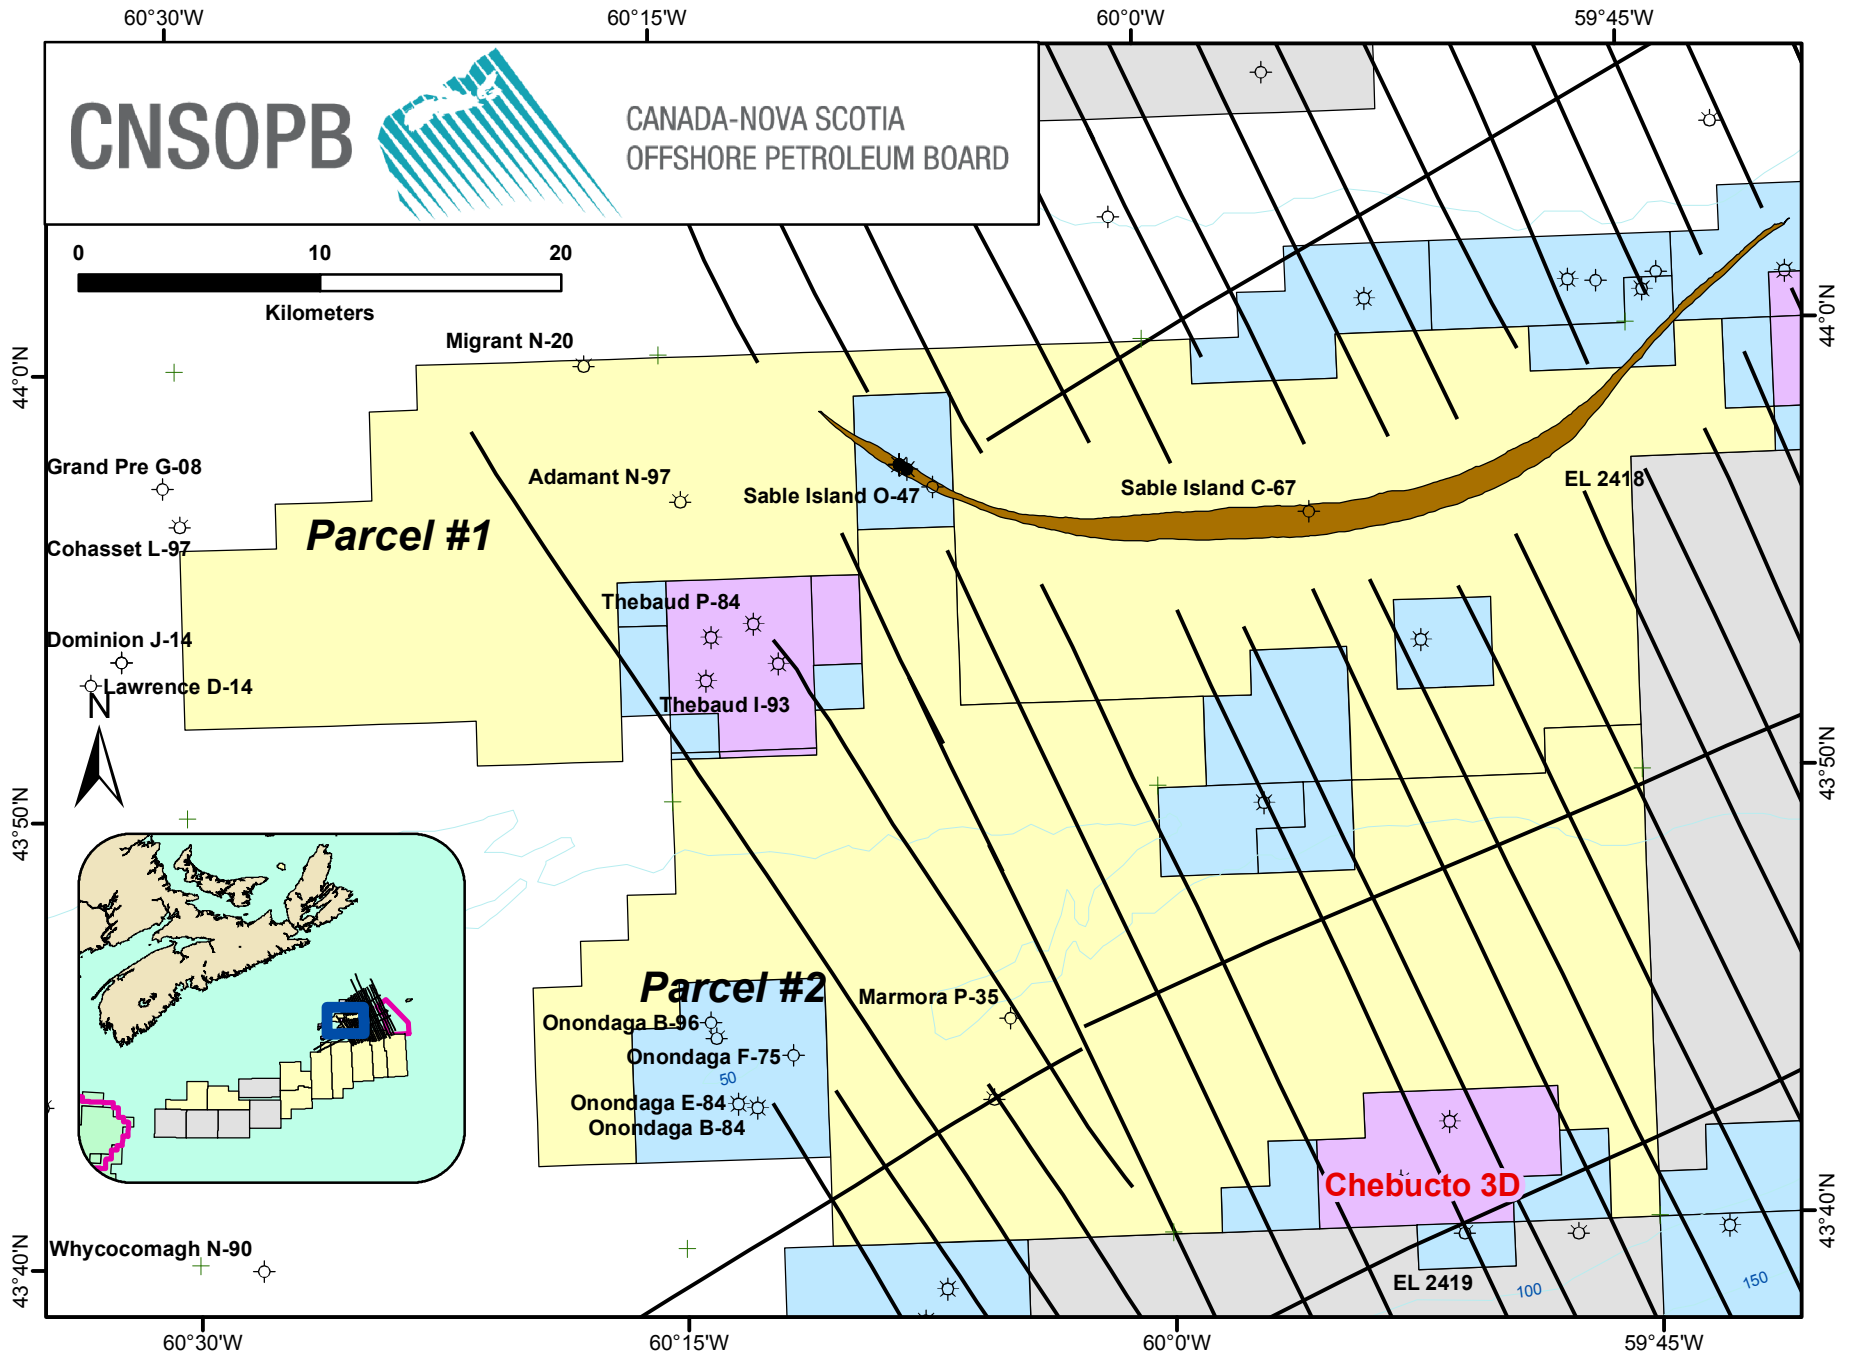 60°30'W
60°15'W
60°0'W
59°45'W
CNSOPB
CANADA-NOVA SCOTIA
OFFSHORE PETROLEUM BOARD
0
10
20
Kilometers
44°0'N
44°0'N
Migrant N-20
Grand Pre G-08
Adamant N-97
Sable Island O-47
Sable Island C-67
EL 2418
Parcel #1
Cohasset L-97
Thebaud P-84
Dominion J-14
Lawrence D-14
Thebaud I-93
N
43°50'N
43°50'N
Parcel #2
Marmora P-35
Onondaga B-96
Onondaga F-75
50
Onondaga E-84
Onondaga B-84
Chebucto 3D
43°40'N
43°40'N
Whycocomagh N-90
EL 2419
100
150
60°30'W
60°15'W
60°0'W
59°45'W